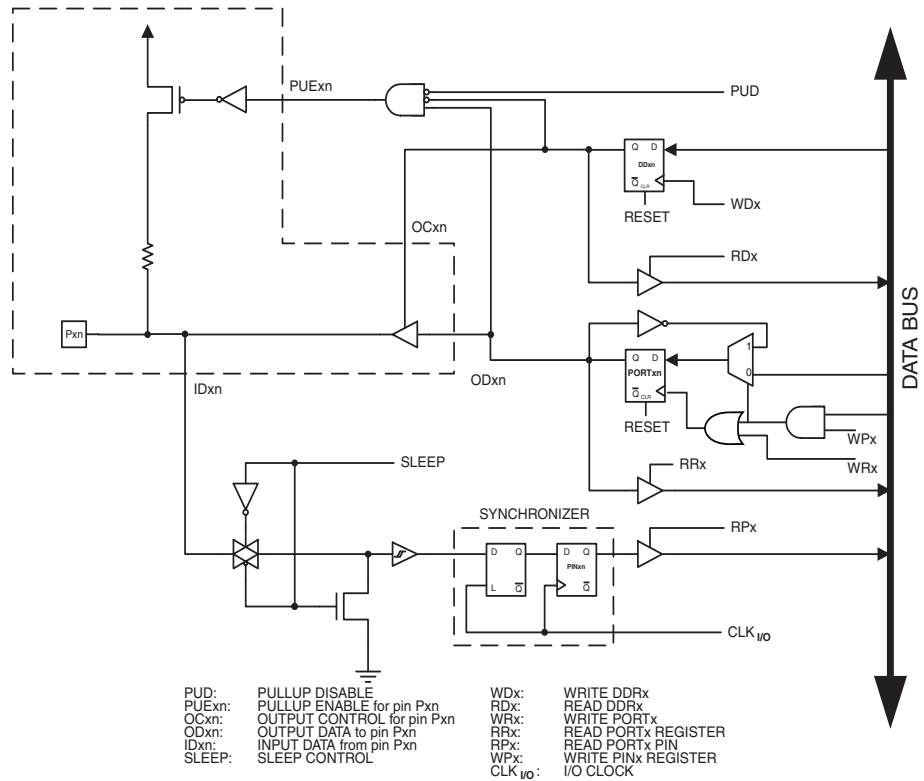 PUExn
PUD
Q D
DDxn
Q CLR
RESET
WDx
OCxn
RDx
Pxn
1
Q D
PORTxn
0
ODxn
IDxn
Q CLR
RESET
WPx
WRx
RRx
SLEEP
SYNCHRONIZER
RPx
D Q
L Q
D Q
PINxn
Q
CLK I/O
DATA BUS
PUD: PULLUP DISABLE
PUExn: PULLUP ENABLE for pin Pxn
OCxn: OUTPUT CONTROL for pin Pxn
ODxn: OUTPUT DATA to pin Pxn
IDxn: INPUT DATA from pin Pxn
SLEEP: SLEEP CONTROL
WDx: WRITE DDRx
RDx: READ DDRx
WRx: WRITE PORTx
RRx: READ PORTx REGISTER
RPx: READ PORTx PIN
WPx: WRITE PINx REGISTER
CLK I/O : I/O CLOCK